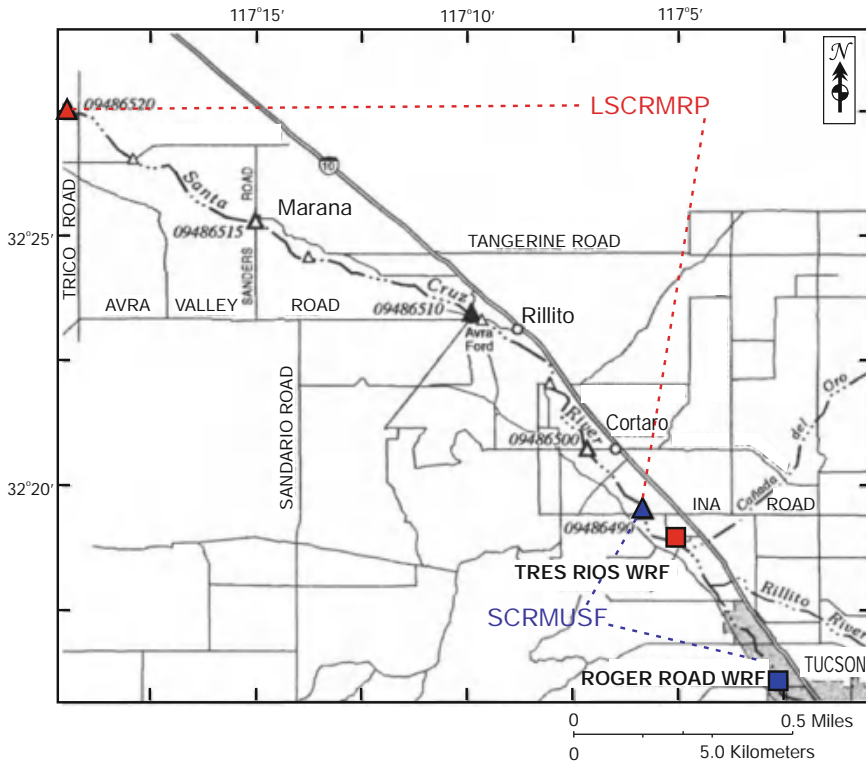 117°15′ 117°10′ 117°5′
N
09486520
LSCRMRP
10
Santa
ROAD
Marana
TRICO ROAD
09486515
32°25′
SANDERS
TANGERINE ROAD
Cruz
AVRA VALLEY ROAD
09486510
Rillito
Avra
Ford
Oro
del
Cañada
SANDARIO ROAD
River
Cortaro
09486500
32°20′
INA ROAD
09486490
TRES RIOS WRF
Rillito River
SCRMUSF
TUCSON
ROGER ROAD WRF
0 0.5 Miles
0 5.0 Kilometers